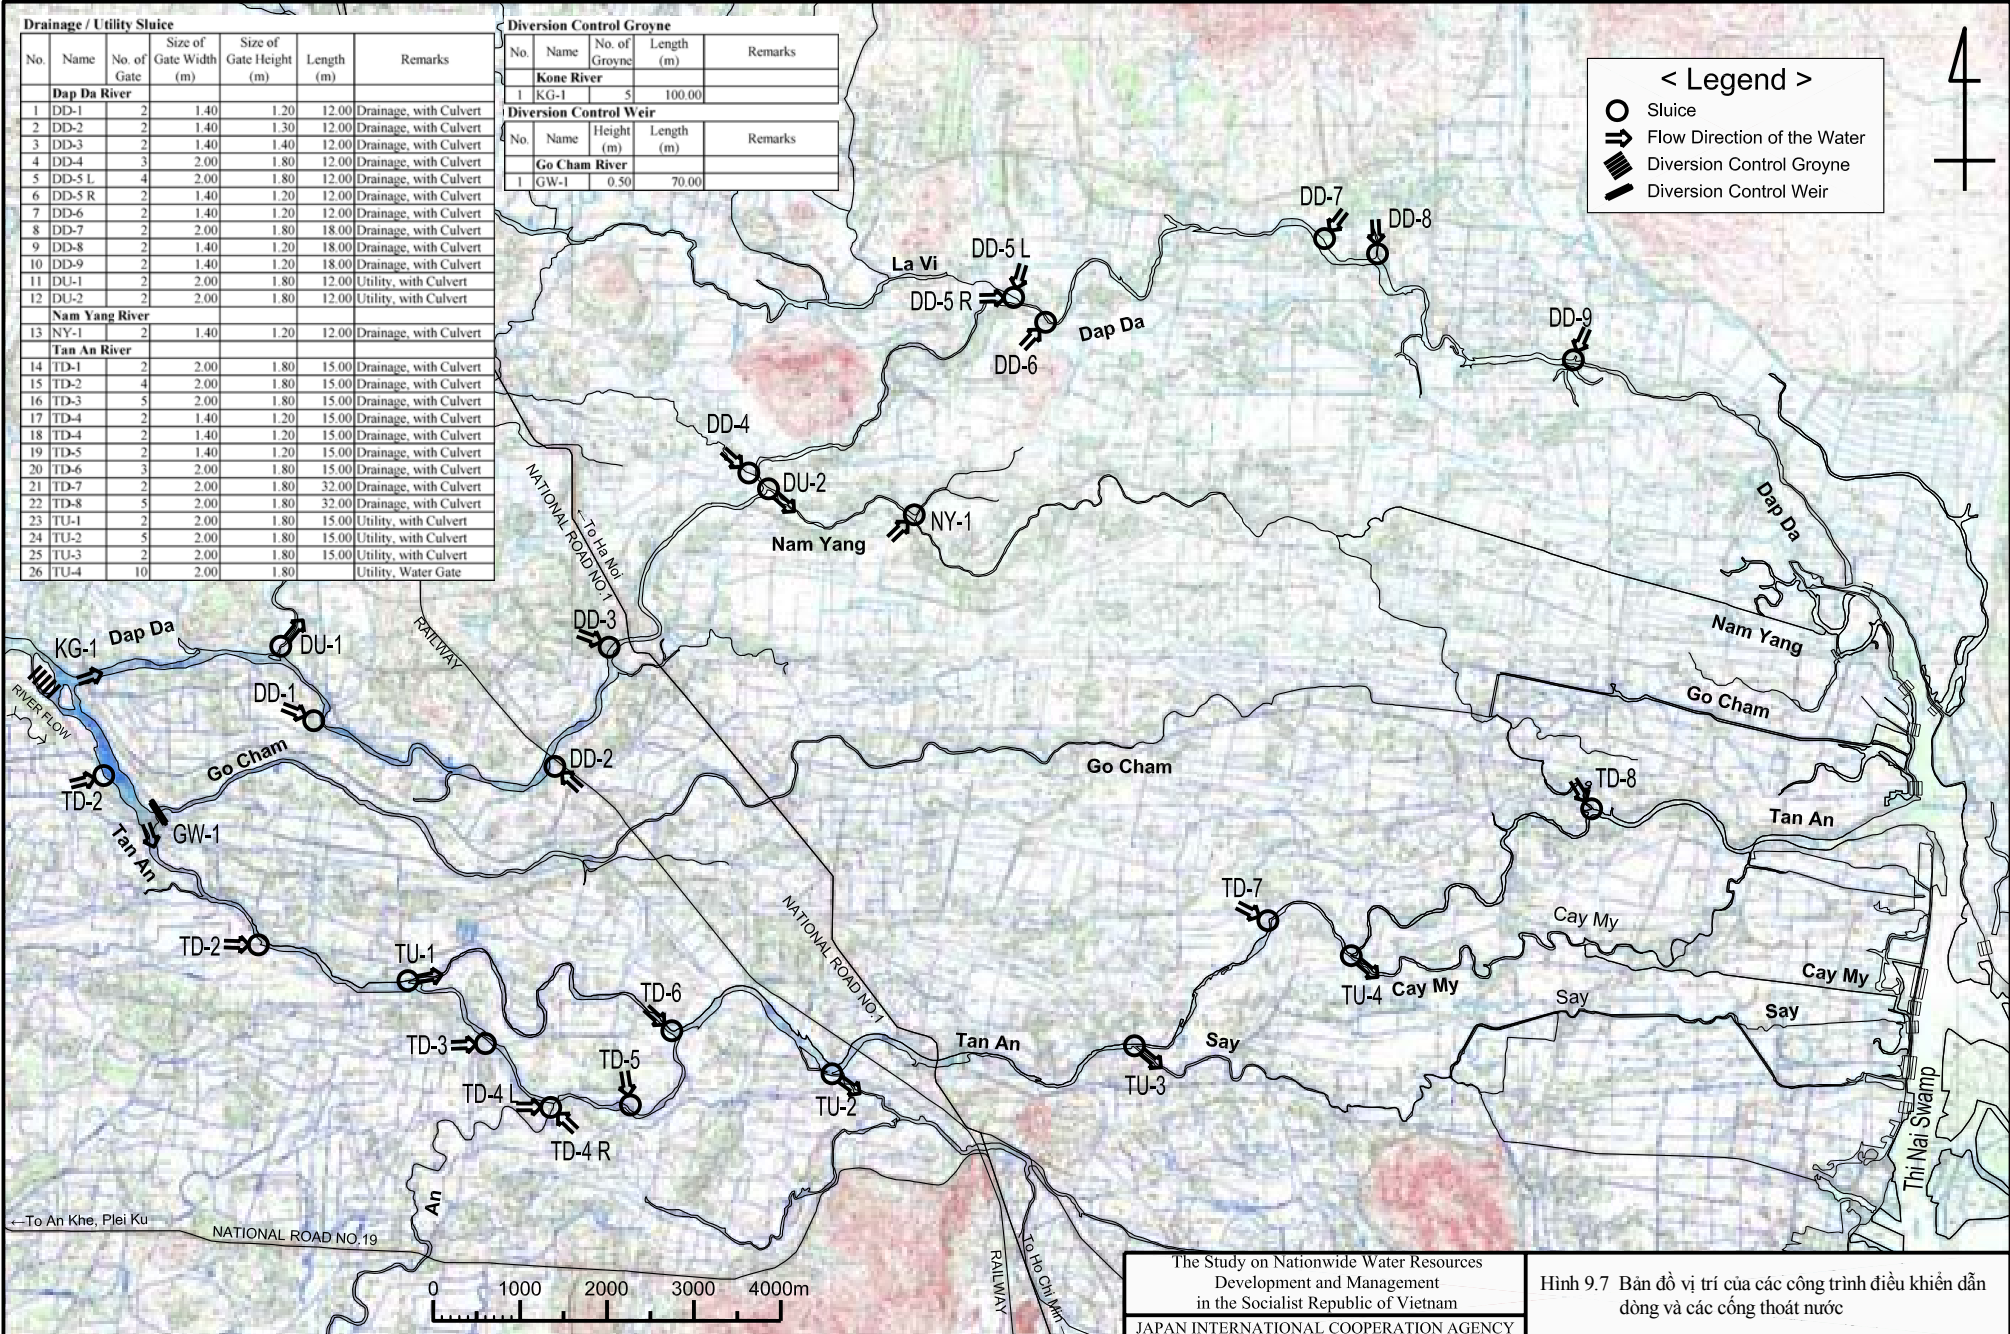 Drainage / Utility Sluice
No. Name No. of Gate Size of Gate Width (m) Size of Gate Height (m) Length (m) Remarks
Dap Da River
1 DD-1 2 1.40 1.20 12.00 Drainage, with Culvert
2 DD-2 2 1.40 1.30 12.00 Drainage, with Culvert
3 DD-3 2 1.40 1.40 12.00 Drainage, with Culvert
4 DD-4 3 2.00 1.80 12.00 Drainage, with Culvert
5 DD-5 L 4 2.00 1.80 12.00 Drainage, with Culvert
6 DD-5 R 2 1.40 1.20 12.00 Drainage, with Culvert
7 DD-6 2 1.40 1.20 12.00 Drainage, with Culvert
8 DD-7 2 2.00 1.80 18.00 Drainage, with Culvert
9 DD-8 2 1.40 1.20 18.00 Drainage, with Culvert
10 DD-9 2 1.40 1.20 18.00 Drainage, with Culvert
11 DU-1 2 2.00 1.80 12.00 Utility, with Culvert
12 DU-2 2 2.00 1.80 12.00 Utility, with Culvert
Nam Yang River
13 NY-1 2 1.40 1.20 12.00 Drainage, with Culvert
Tan An River
14 TD-1 2 2.00 1.80 15.00 Drainage, with Culvert
15 TD-2 4 2.00 1.80 15.00 Drainage, with Culvert
16 TD-3 5 2.00 1.80 15.00 Drainage, with Culvert
17 TD-4 2 1.40 1.20 15.00 Drainage, with Culvert
18 TD-4 2 1.40 1.20 15.00 Drainage, with Culvert
19 TD-5 2 1.40 1.20 15.00 Drainage, with Culvert
20 TD-6 3 2.00 1.80 15.00 Drainage, with Culvert
21 TD-7 2 2.00 1.80 32.00 Drainage, with Culvert
22 TD-8 5 2.00 1.80 32.00 Drainage, with Culvert
23 TU-1 2 2.00 1.80 15.00 Utility, with Culvert
24 TU-2 5 2.00 1.80 15.00 Utility, with Culvert
25 TU-3 2 2.00 1.80 15.00 Utility, with Culvert
26 TU-4 10 2.00 1.80 Utility, Water Gate
Diversion Control Groyne
No. Name No. of Groyne Length (m) Remarks
Kone River
1 KG-1 5 100.00
Diversion Control Weir
No. Name Height (m) Length (m) Remarks
Go Cham River
1 GW-1 0.50 70.00
< Legend >
Sluice
Flow Direction of the Water
Diversion Control Groyne
Diversion Control Weir
DD-7
DD-8
La Vi
DD-5 L
DD-5 R
Dap Da
DD-6
DD-9
DD-4
DU-2
NY-1
Nam Yang
NATIONAL ROAD NO.1
←To Ha Noi
Dap Da
KG-1
Dap Da
DU-1
RAILWAY
DD-3
Nam Yang
RIVER FLOW
DD-1
Go Cham
Go Cham
DD-2
Go Cham
TD-2
GW-1
Tan An
TD-8
Tan An
TD-2
TU-1
NATIONAL ROAD NO.1
TD-7
Cay My
TU-4
Cay My
Cay My
TD-6
Say
Say
TD-3
TD-5
Tan An
Say
TD-4 L
TU-2
TU-3
TD-4 R
Thi Nai Swamp
An
←To An Khe, Plei Ku
NATIONAL ROAD NO.19
RAILWAY
To Ho Chi Min
0 1000 2000 3000 4000m
The Study on Nationwide Water Resources
Development and Management
in the Socialist Republic of Vietnam
JAPAN INTERNATIONAL COOPERATION AGENCY
Hình 9.7 Bản đồ vị trí của các công trình điều khiển dẫn
dòng và các cống thoát nước